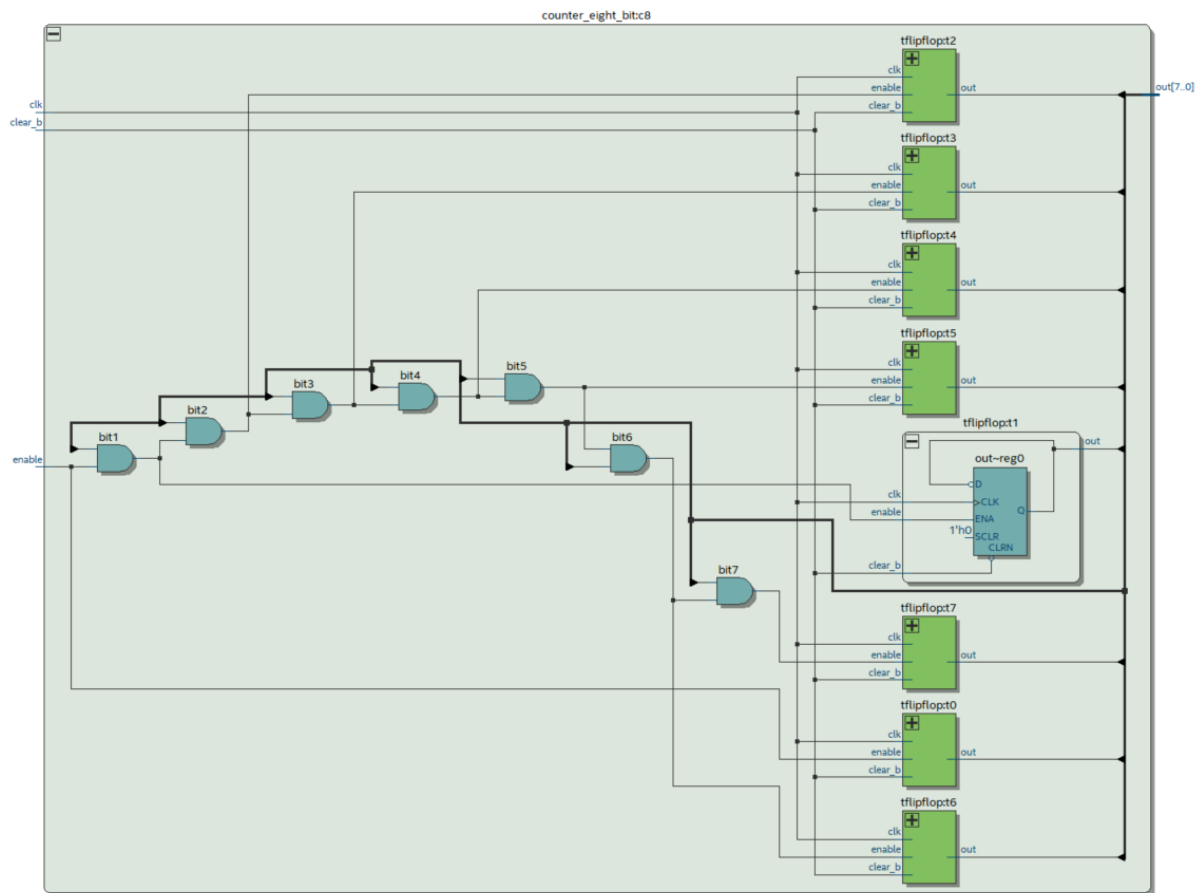 counter_eight_bit:c8
tflipflop:t2
clk
enable
clear_b
out
out[7..0]
clk
clear_b
tflipflop:t3
clk
enable
clear_b
out
tflipflop:t4
clk
enable
clear_b
out
tflipflop:t5
clk
enable
clear_b
out
bit5
bit4
bit3
bit2
bit1
bit6
enable
tflipflop:t1
out
out~reg0
D
clk
CLK
enable
ENA
Q
1'h0
SCLR
CLRN
clear_b
bit7
tflipflop:t7
clk
enable
clear_b
out
tflipflop:t0
clk
enable
clear_b
out
tflipflop:t6
clk
enable
clear_b
out